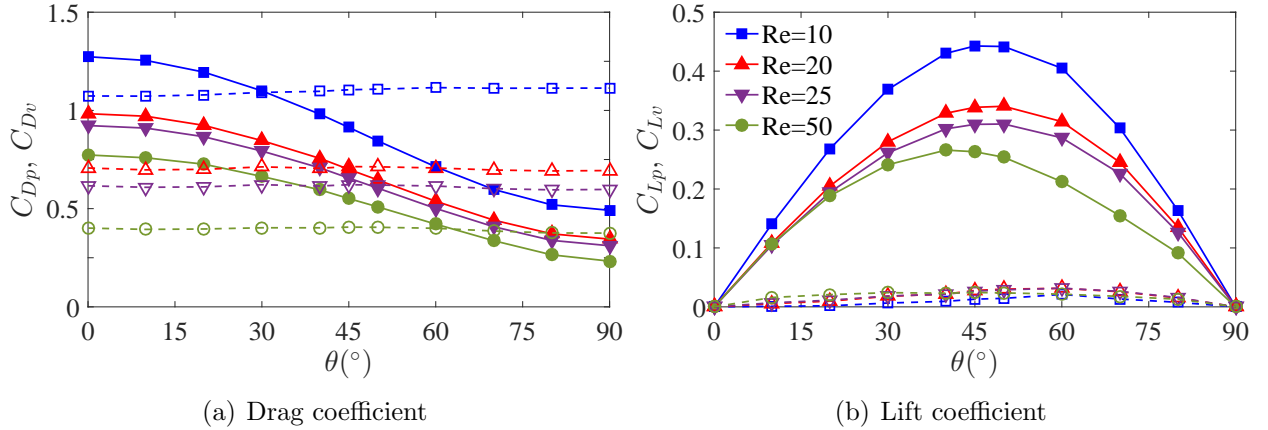 C_{Dp}, C_{Dv}
1.5
1
0.5
0
0 15 30 45 60 75 90
θ(°)
(a) Drag coefficient
C_{Lp}, C_{Lv}
0.5
0.4
0.3
0.2
0.1
0
Re=10
Re=20
Re=25
Re=50
0 15 30 45 60 75 90
θ(°)
(b) Lift coefficient